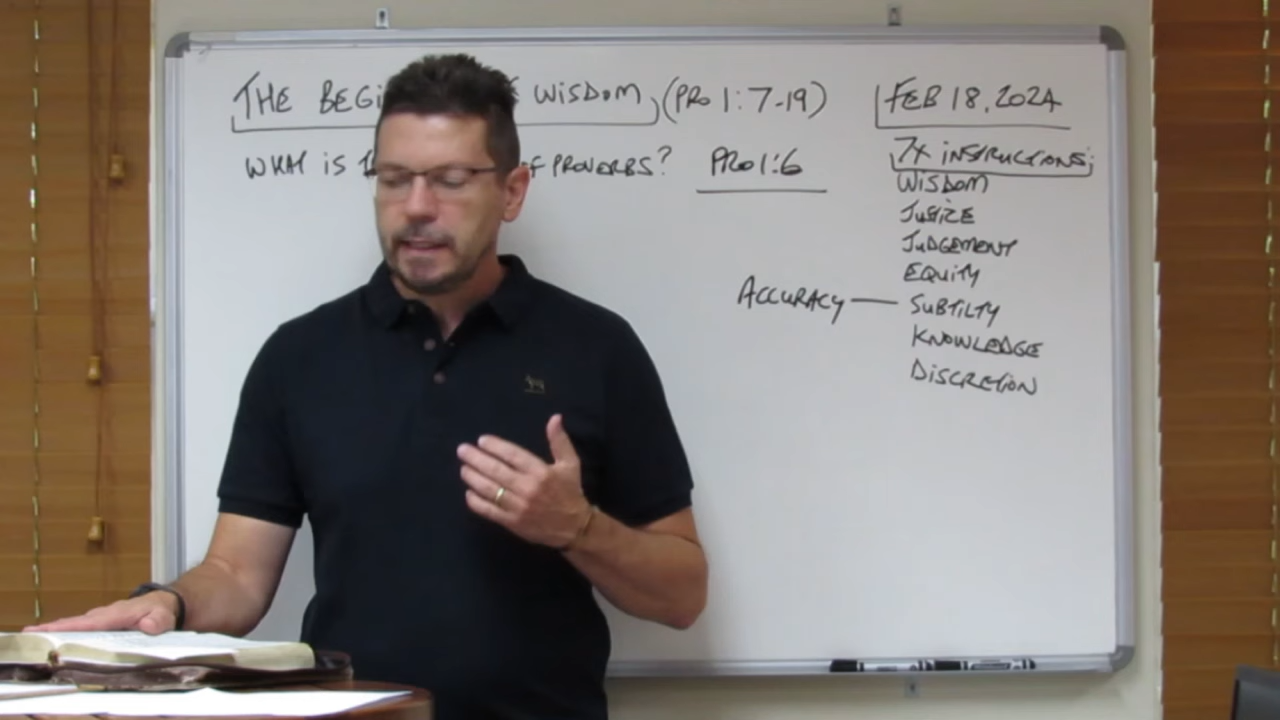 THE BEGI WISDOM, (PRO 1:7-19)
WHAT IS OF PROVERBS? PRO 1:6
FEB 18, 2024
7X INSTRUCTIONS;
WISDOM
JUSTICE
JUDGEMENT
EQUITY
ACCURACY — SUBTILTY
KNOWLEDGE
DISCRETION